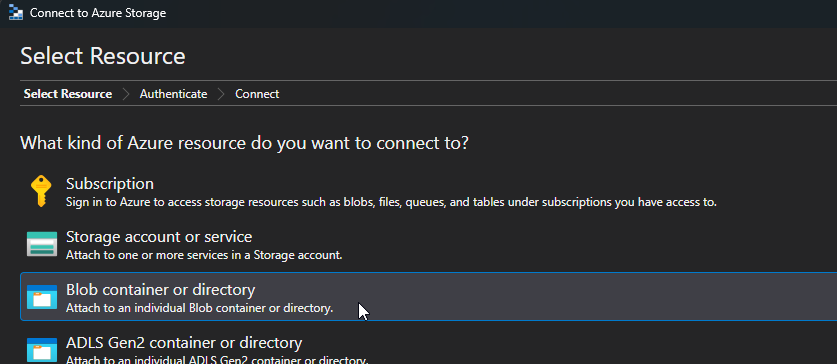 Connect to Azure Storage
Select Resource
Select Resource
Authenticate
Connect
What kind of Azure resource do you want to connect to?
Subscription
Sign in to Azure to access storage resources such as blobs, files, queues, and tables under subscriptions you have access to.
Storage account or service
Attach to one or more services in a Storage account.
Blob container or directory
Attach to an individual Blob container or directory.
ADLS Gen2 container or directory
Attach to an individual ADLS Gen2 container or directory.